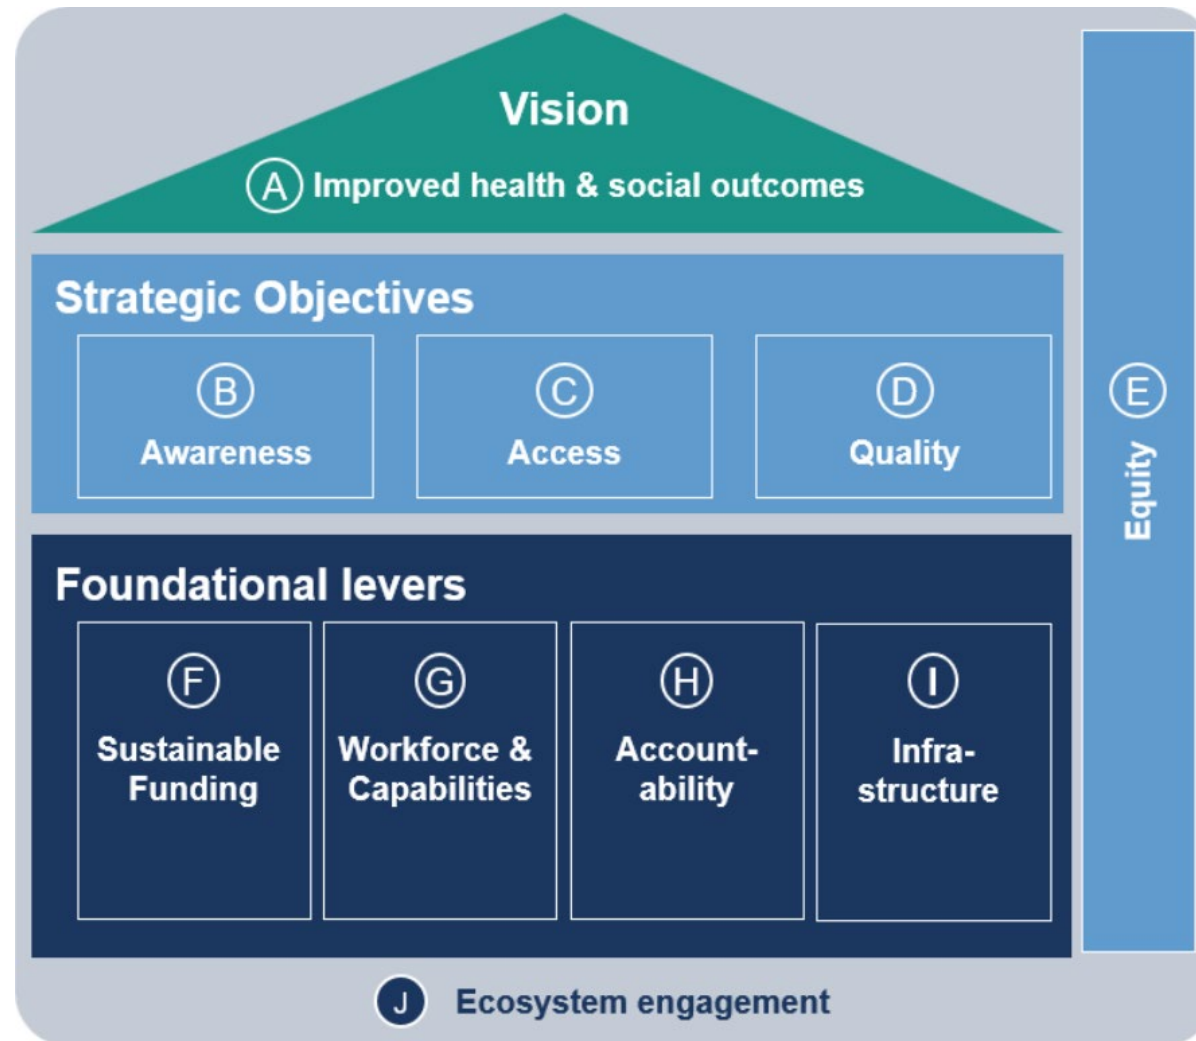 Vision
A Improved health & social outcomes
Strategic Objectives
B
Awareness
C
Access
D
Quality
E
Equity
Foundational levers
F
Sustainable
Funding
G
Workforce &
Capabilities
H
Account-
ability
I
Infra-
structure
J Ecosystem engagement